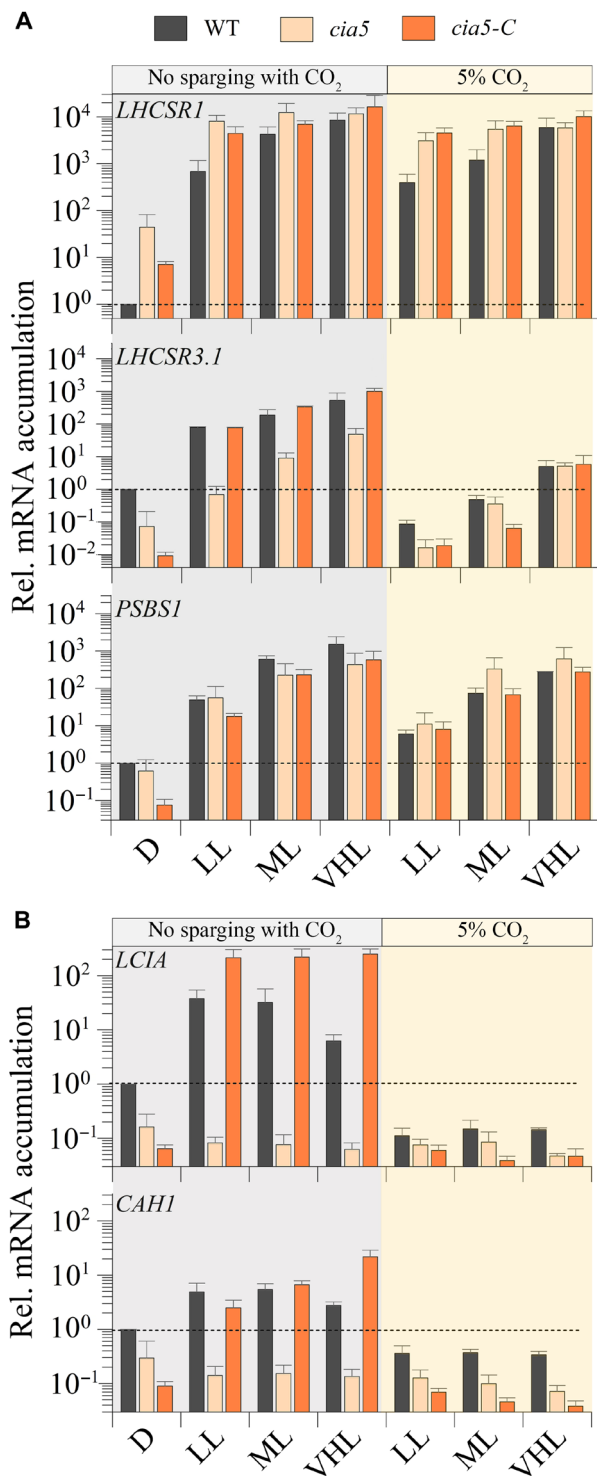 A
WT cia5 cia5-C
No sparging with CO2 5% CO2
LHCSR1
10^4
10^3
10^2
10^1
10^0
LHCSR3.1
10^4
10^3
10^2
10^1
10^0
10^-1
10^-2
PSBS1
10^4
10^3
10^2
10^1
10^0
10^-1
Rel. mRNA accumulation
D LL ML VHL LL ML VHL
B
No sparging with CO2 5% CO2
LCIA
10^2
10^1
10^0
10^-1
Rel. mRNA accumulation
CAH1
10^2
10^1
10^0
10^-1
Rel. mRNA accumulation
D LL ML VHL LL ML VHL